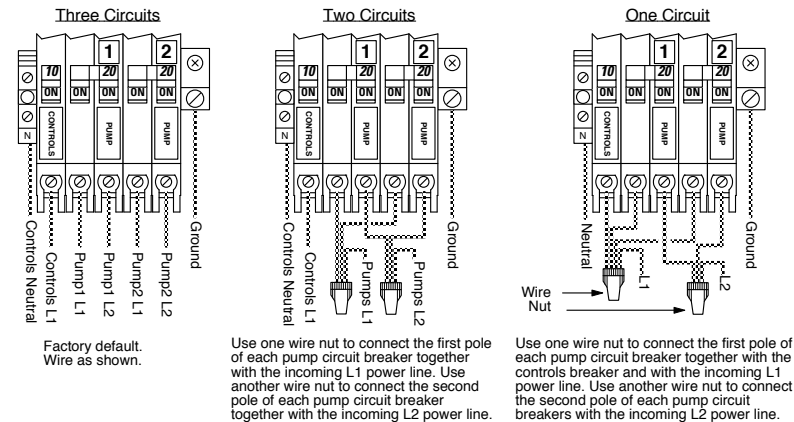 Three Circuits
1
2
10
20
20
ON
ON
ON
ON
ON
CONTROLS
PUMP
PUMP
N
Controls Neutral
Controls L1
Pump1 L1
Pump1 L2
Pump2 L1
Pump2 L2
Ground
Factory default.
Wire as shown.
Two Circuits
1
2
10
20
20
ON
ON
ON
ON
ON
CONTROLS
PUMP
PUMP
N
Controls Neutral
Controls L1
Pumps L1
Pumps L2
Ground
Use one wire nut to connect the first pole
of each pump circuit breaker together
with the incoming L1 power line. Use
another wire nut to connect the second
pole of each pump circuit breaker
together with the incoming L2 power line.
One Circuit
1
2
10
20
20
ON
ON
ON
ON
ON
CONTROLS
PUMP
PUMP
N
Neutral
L1
L2
Ground
Wire
Nut
Use one wire nut to connect the first pole of
each pump circuit breaker together with the
controls breaker and with the incoming L1
power line. Use another wire nut to connect
the second pole of each pump circuit
breakers with the incoming L2 power line.